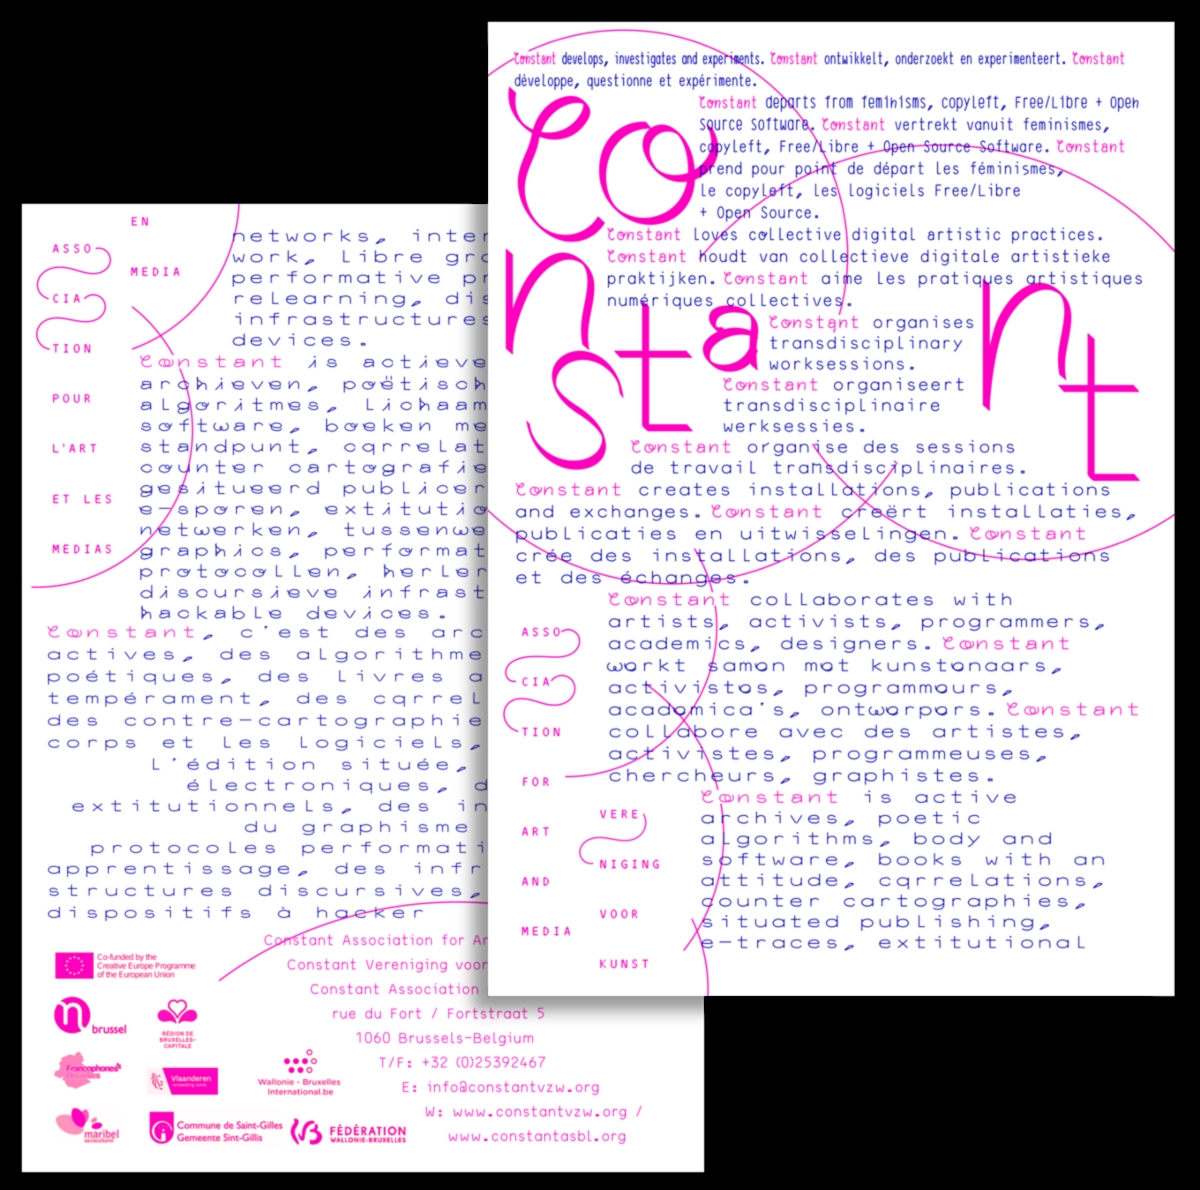 Constant develops, investigates and experiments. Constant ontwikkelt, onderzoekt en experimenteert. Constant
développe, questionne et expérimente.
Constant departs from feminisms, copyleft, Free/Libre + Open
Source Software. Constant vertrekt vanuit feminismes,
copyleft, Free/Libre + Open Source Software. Constant
prend pour point de départ les féminismes,
le copyleft, les logiciels Free/Libre
+ Open Source.
Constant loves collective digital artistic practices.
Constant houdt van collectieve digitale artistieke
praktijken. Constant aime les pratiques artistiques
numériques collectives.
Constant organises
transdisciplinary
worksessions.
Constant organiseert
transdisciplinaire
werksessies.
Constant organise des sessions
de travail transdisciplinaires.
Constant creates installations, publications
and exchanges. Constant creërt installaties,
publicaties en uitwisselingen. Constant
crée des installations, des publications
et des échanges.
Constant collaborates with
artists, activists, programmers,
academics, designers. Constant
workt samon mot kunstonaars,
activistos, programmours,
acadomica's, ontworpors. Constant
collabore avec des artistes,
activistes, programmeuses,
chercheurs, graphistes.
Constant is active
archives, poetic
algorithms, body and
software, books with an
attitude, cqrrelations,
counter cartographies,
situated publishing,
e-traces, extitutional
Co
n
sta
nt
ASSO
CIA
TION
FOR
ART
AND
MEDIA
VERE
NIGING
VOOR
KUNST
EN
MEDIA
ASSO
CIA
TION
POUR
L'ART
ET LES
MEDIAS
networks, inter
work, Libre gro
performative pr
relearning, dis
infrastructures
devices.
Constant is actieve
archieven, poëtisch
algoritmes, Lichaam
software, boeken me
standpunt, cqrrelat
counter cartografie
gesitueerd publicer
e-sporen, extitutio
netwerken, tussenwe
graphics, performat
protocollen, herler
discursieve infrast
hackable devices.
Constant, c'est des arc
actives, des algorithme
poétiques, des Livres a
tempérament, des cqrrel
des contre-cartographie
corps et Les Logiciels,
L'édition située,
électroniques, d
extitutionnels, des in
du graphisme
protocoles performati
apprentissage, des infr
structures discursives,
dispositifs à hacker
Constant Association for Ar
Constant Vereniging voor
Constant Association
rue du Fort / Fortstraat 5
1060 Brussels-Belgium
T/F: +32 (0)25392467
E: info@constantvzw.org
W: www.constantvzw.org /
www.constantasbl.org
Co-funded by the
Creative Europe Programme
of the European Union
n brussel
RÉGION DE
BRUXELLES-
CAPITALE
Francophones
Bruxelles
Vlaanderen
Wallonie - Bruxelles
International.be
maribel
Commune de Saint-Gilles
Gemeente Sint-Gillis
FÉDÉRATION
WALLONIE-BRUXELLES